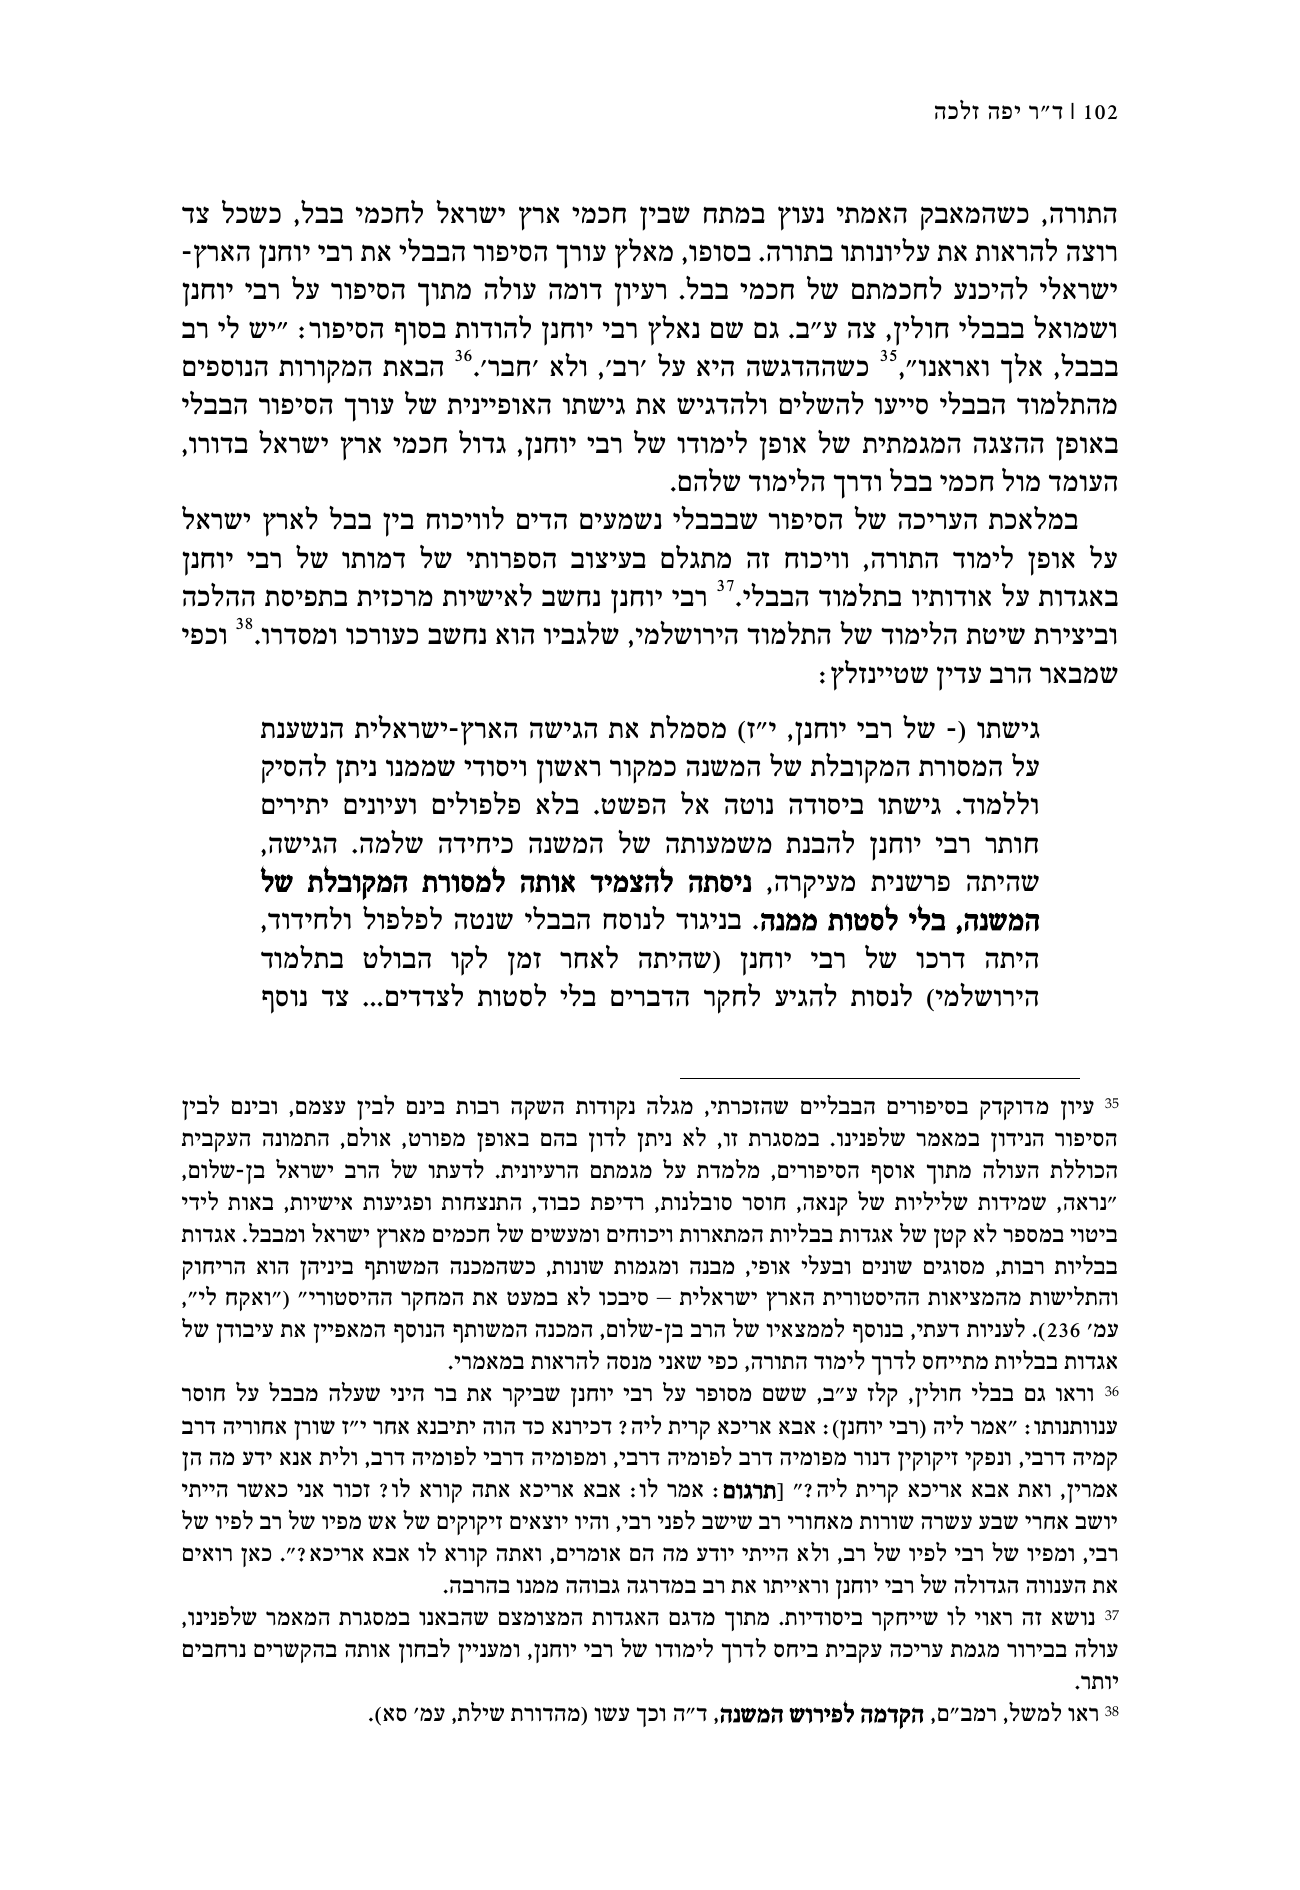 102 | ד״ר יפה זלכה
התורה, כשהמאבק האמתי נעוץ במתח שבין חכמי ארץ ישראל לחכמי בבל, כשכל צד
רוצה להראות את עליונותו בתורה. בסופו, מאלץ עורך הסיפור הבבלי את רבי יוחנן הארץ-
ישראלי להיכנע לחכמתם של חכמי בבל. רעיון דומה עולה מתוך הסיפור על רבי יוחנן
ושמואל בבבלי חולין, צה ע״ב. גם שם נאלץ רבי יוחנן להודות בסוף הסיפור: ״יש לי רב
בבבל, אלך ואראנו״,35 כשההדגשה היא על ׳רב׳, ולא ׳חבר׳.36 הבאת המקורות הנוספים
מהתלמוד הבבלי סייעו להשלים ולהדגיש את גישתו האופיינית של עורך הסיפור הבבלי
באופן ההצגה המגמתית של אופן לימודו של רבי יוחנן, גדול חכמי ארץ ישראל בדורו,
העומד מול חכמי בבל ודרך הלימוד שלהם.
במלאכת העריכה של הסיפור שבבבלי נשמעים הדים לוויכוח בין בבל לארץ ישראל
על אופן לימוד התורה, וויכוח זה מתגלם בעיצוב הספרותי של דמותו של רבי יוחנן
באגדות על אודותיו בתלמוד הבבלי.37 רבי יוחנן נחשב לאישיות מרכזית בתפיסת ההלכה
וביצירת שיטת הלימוד של התלמוד הירושלמי, שלגביו הוא נחשב כעורכו ומסדרו.38 וכפי
שמבאר הרב עדין שטיינזלץ:
גישתו (- של רבי יוחנן, י״ז) מסמלת את הגישה הארץ-ישראלית הנשענת
על המסורת המקובלת של המשנה כמקור ראשון ויסודי שממנו ניתן להסיק
וללמוד. גישתו ביסודה נוטה אל הפשט. בלא פלפולים ועיונים יתירים
חותר רבי יוחנן להבנת משמעותה של המשנה כיחידה שלמה. הגישה,
שהיתה פרשנית מעיקרה, ניסתה להצמיד אותה למסורת המקובלת של
המשנה, בלי לסטות ממנה. בניגוד לנוסח הבבלי שנטה לפלפול ולחידוד,
היתה דרכו של רבי יוחנן (שהיתה לאחר זמן לקו הבולט בתלמוד
הירושלמי) לנסות להגיע לחקר הדברים בלי לסטות לצדדים... צד נוסף
35 עיון מדוקדק בסיפורים הבבליים שהזכרתי, מגלה נקודות השקה רבות בינם לבין עצמם, ובינם לבין
הסיפור הנידון במאמר שלפנינו. במסגרת זו, לא ניתן לדון בהם באופן מפורט, אולם, התמונה העקבית
הכוללת העולה מתוך אוסף הסיפורים, מלמדת על מגמתם הרעיונית. לדעתו של הרב ישראל בן-שלום,
״נראה, שמידות שליליות של קנאה, חוסר סובלנות, רדיפת כבוד, התנצחות ופגיעות אישיות, באות לידי
ביטוי במספר לא קטן של אגדות בבליות המתארות ויכוחים ומעשים של חכמים מארץ ישראל ומבבל. אגדות
בבליות רבות, מסוגים שונים ובעלי אופי, מבנה ומגמות שונות, כשהמכנה המשותף ביניהן הוא הריחוק
והתלישות מהמציאות ההיסטורית הארץ ישראלית – סיבכו לא במעט את המחקר ההיסטורי״ (״ואקח לי״,
עמ׳ 236). לעניות דעתי, בנוסף לממצאיו של הרב בן-שלום, המכנה המשותף הנוסף המאפיין את עיבודן של
אגדות בבליות מתייחס לדרך לימוד התורה, כפי שאני מנסה להראות במאמרי.
36 וראו גם בבלי חולין, קלז ע״ב, ששם מסופר על רבי יוחנן שביקר את בר היני שעלה מבבל על חוסר
ענוותנותו: ״אמר ליה (רבי יוחנן): אבא אריכא קרית ליה? דכירנא כד הוה יתיבנא אחר י״ז שורן אחוריה דרב
קמיה דרבי, ונפקי זיקוקין דנור מפומיה דרב לפומיה דרבי, ומפומיה דרבי לפומיה דרב, ולית אנא ידע מה הן
אמרין, ואת אבא אריכא קרית ליה?״ [תרגום: אמר לו: אבא אריכא אתה קורא לו? זכור אני כאשר הייתי
יושב אחרי שבע עשרה שורות מאחורי רב שישב לפני רבי, והיו יוצאים זיקוקים של אש מפיו של רב לפיו של
רבי, ומפיו של רבי לפיו של רב, ולא הייתי יודע מה הם אומרים, ואתה קורא לו אבא אריכא?״. כאן רואים
את הענווה הגדולה של רבי יוחנן וראייתו את רב במדרגה גבוהה ממנו בהרבה.
37 נושא זה ראוי לו שייחקר ביסודיות. מתוך מדגם האגדות המצומצם שהבאנו במסגרת המאמר שלפנינו,
עולה בבירור מגמת עריכה עקבית ביחס לדרך לימודו של רבי יוחנן, ומעניין לבחון אותה בהקשרים נרחבים
יותר.
38 ראו למשל, רמב״ם, הקדמה לפירוש המשנה, ד״ה וכך עשו (מהדורת שילת, עמ׳ סא).